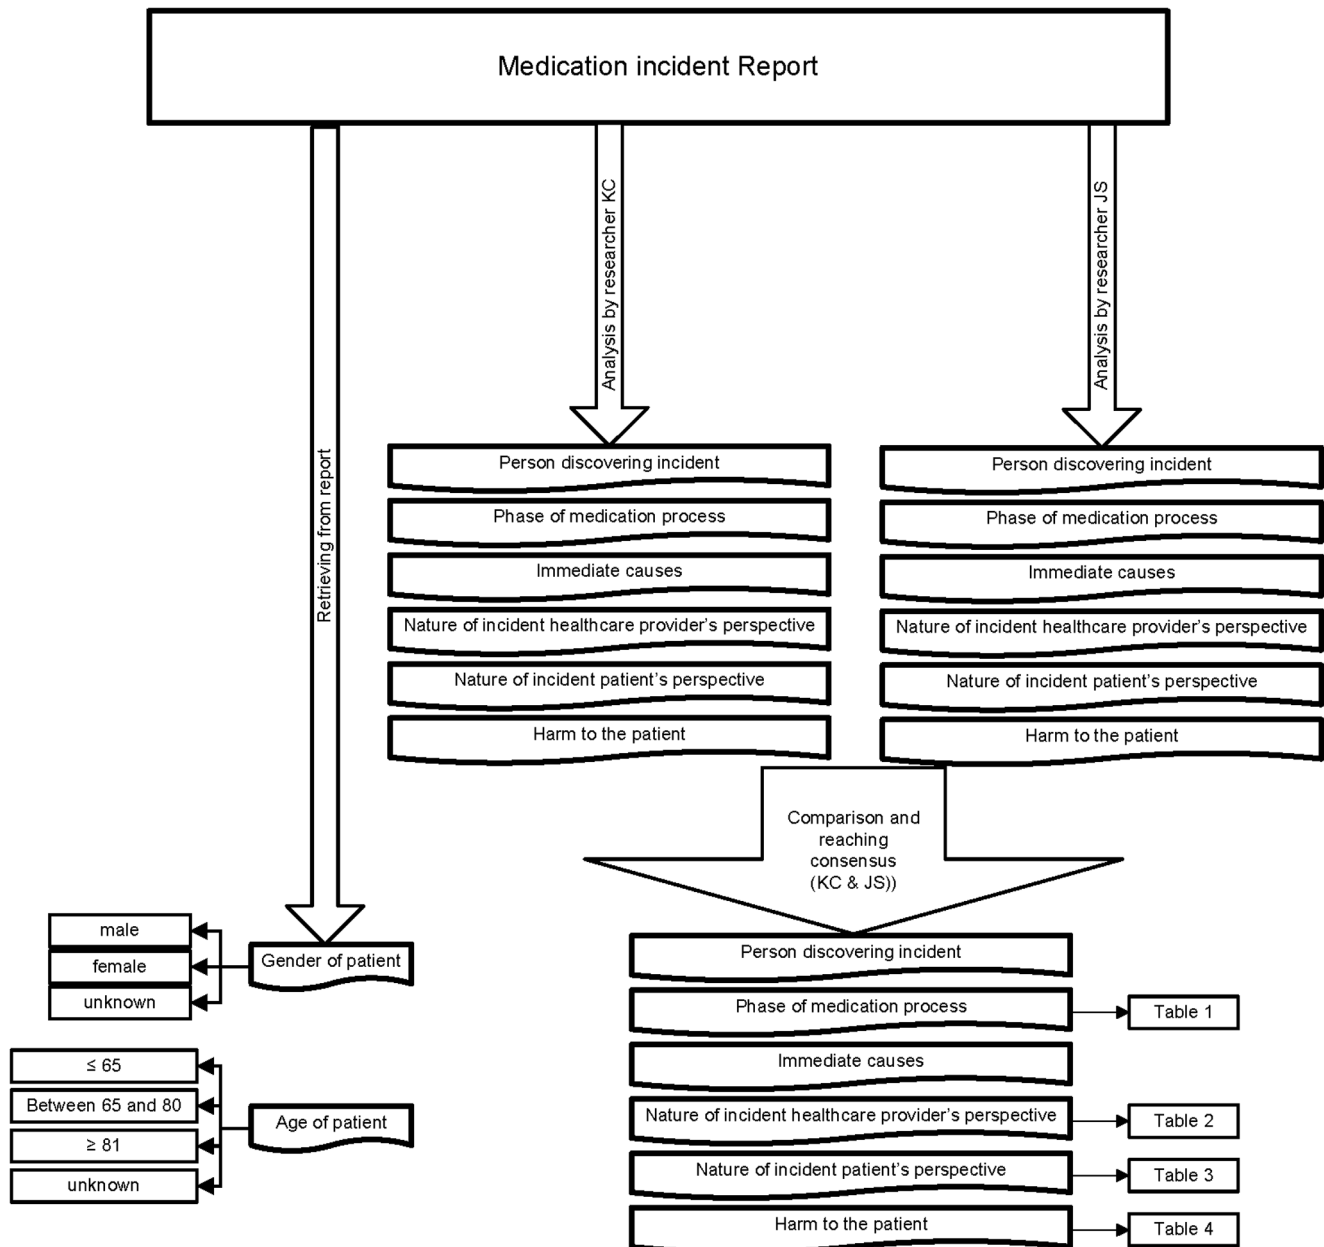 Medication incident Report
Retrieving from report
Analysis by researcher KC
Analysis by researcher JS
Person discovering incident
Phase of medication process
Immediate causes
Nature of incident healthcare provider's perspective
Nature of incident patient's perspective
Harm to the patient
Person discovering incident
Phase of medication process
Immediate causes
Nature of incident healthcare provider's perspective
Nature of incident patient's perspective
Harm to the patient
Comparison and
reaching
consensus
(KC & JS))
male
female
unknown
Gender of patient
≤ 65
Between 65 and 80
≥ 81
unknown
Age of patient
Person discovering incident
Phase of medication process
Table 1
Immediate causes
Nature of incident healthcare provider's perspective
Table 2
Nature of incident patient's perspective
Table 3
Harm to the patient
Table 4